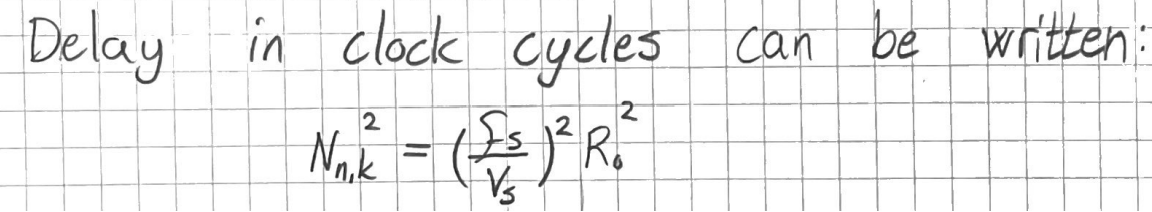 Delay in clock cycles can be written:
N_{n,k}^2 = (f_s/V_s)^2 R_0^2